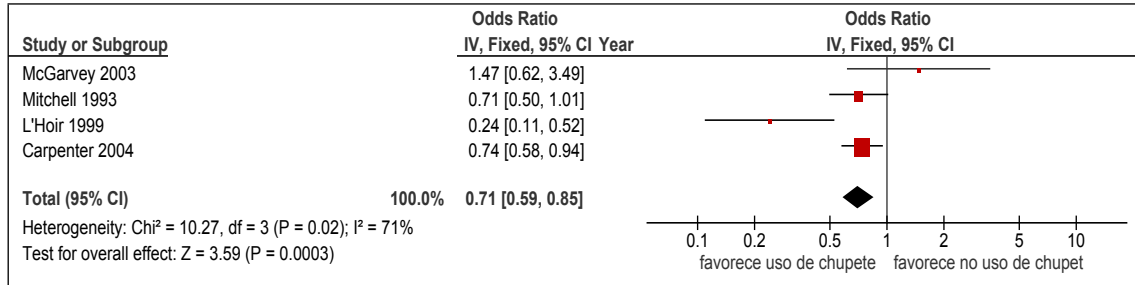 Odds Ratio Odds Ratio
Study or Subgroup IV, Fixed, 95% CI Year IV, Fixed, 95% CI
McGarvey 2003 1.47 [0.62, 3.49]
Mitchell 1993 0.71 [0.50, 1.01]
L'Hoir 1999 0.24 [0.11, 0.52]
Carpenter 2004 0.74 [0.58, 0.94]
Total (95% CI) 100.0% 0.71 [0.59, 0.85]
Heterogeneity: Chi² = 10.27, df = 3 (P = 0.02); I² = 71%
Test for overall effect: Z = 3.59 (P = 0.0003)
0.1 0.2 0.5 1 2 5 10
favorece uso de chupete favorece no uso de chupet